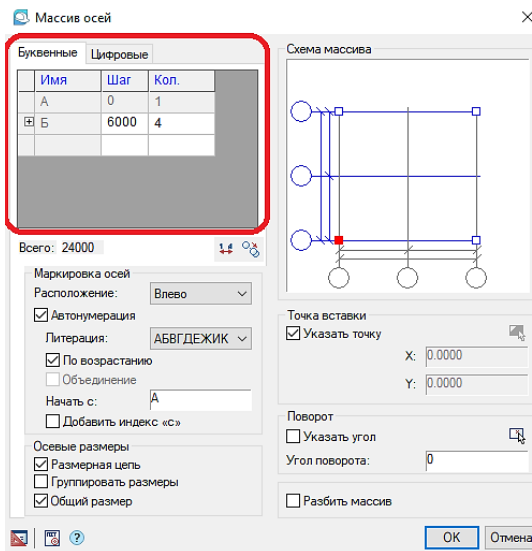 Массив осей
Буквенные Цифровые
Имя Шаг Кол.
А 0 1
Б 6000 4
Всего: 24000
Маркировка осей
Расположение: Влево
Автонумерация
Литерация: АБВГДЕЖИК
По возрастанию
Объединение
Начать с: А
Добавить индекс «с»
Осевые размеры
Размерная цепь
Группировать размеры
Общий размер
Схема массива
Точка вставки
Указать точку
X: 0.0000
Y: 0.0000
Поворот
Указать угол
Угол поворота: 0
Разбить массив
OK Отмена